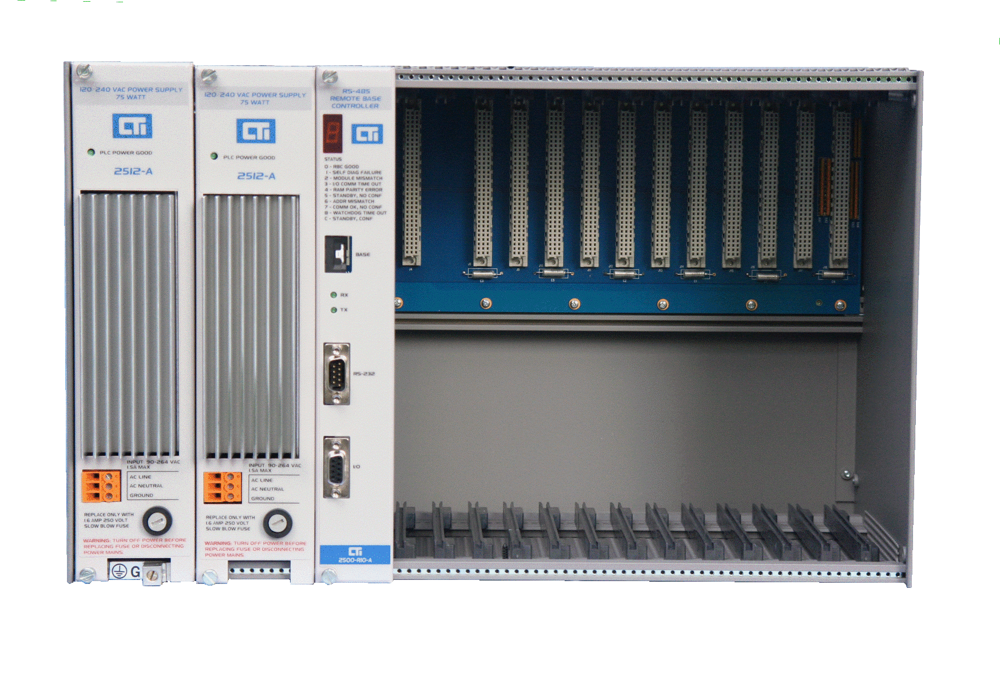 120/240 VAC POWER SUPPLY
75 WATT
CTi
PLC POWER GOOD
2512-A
INPUT 90-264 VAC
1.5A MAX
AC LINE
AC NEUTRAL
GROUND
REPLACE ONLY WITH
1.6 AMP 250 VOLT
SLOW BLOW FUSE
WARNING: TURN OFF POWER BEFORE
REPLACING FUSE OR DISCONNECTING
POWER MAINS.
G
120/240 VAC POWER SUPPLY
75 WATT
CTi
PLC POWER GOOD
2512-A
INPUT 90-264 VAC
1.5A MAX
AC LINE
AC NEUTRAL
GROUND
REPLACE ONLY WITH
1.6 AMP 250 VOLT
SLOW BLOW FUSE
WARNING: TURN OFF POWER BEFORE
REPLACING FUSE OR DISCONNECTING
POWER MAINS.
RS-485
REMOTE BASE
CONTROLLER
CTi
STATUS
0 - RBC GOOD
1 - SELF DIAG FAILURE
2 - MODULE MISMATCH
3 - I/O COMM TIME OUT
4 - RAM PARITY ERROR
5 - STANDBY, NO CONF
6 - ADDR MISMATCH
7 - COMM OK, NO CONF
8 - WATCHDOG TIME OUT
C - STANDBY, CONF
BASE
RX
TX
RS-232
I/O
CTi
2500-RIO-A
J4